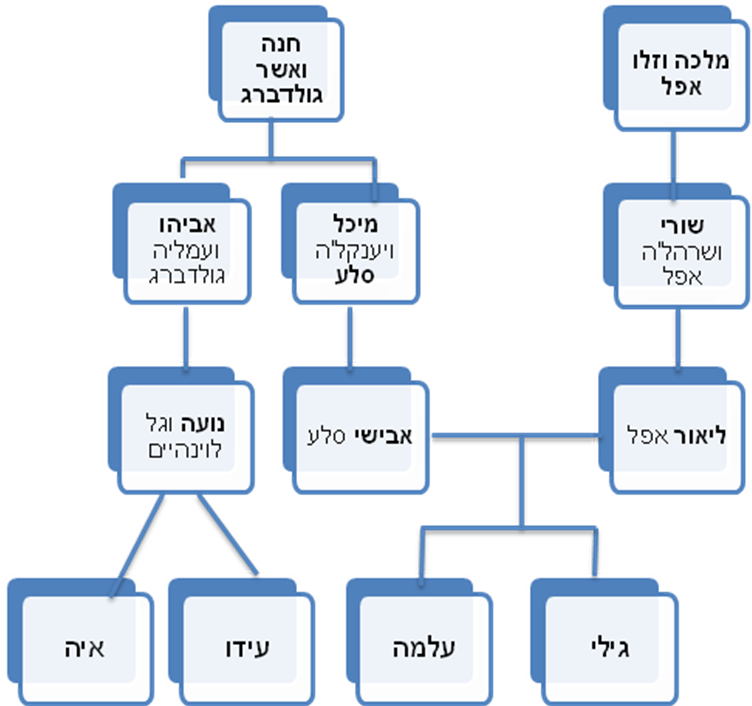 מלכה וזלו
אפל
חנה
ואשר
גולדברג
שורי
ושרהל'ה
אפל
מיכל
ויענקל'ה
סלע
אביהו
ועמליה
גולדברג
ליאור אפל
אבישי סלע
נועה וגל
לוינהיים
גילי
עלמה
עידו
איה